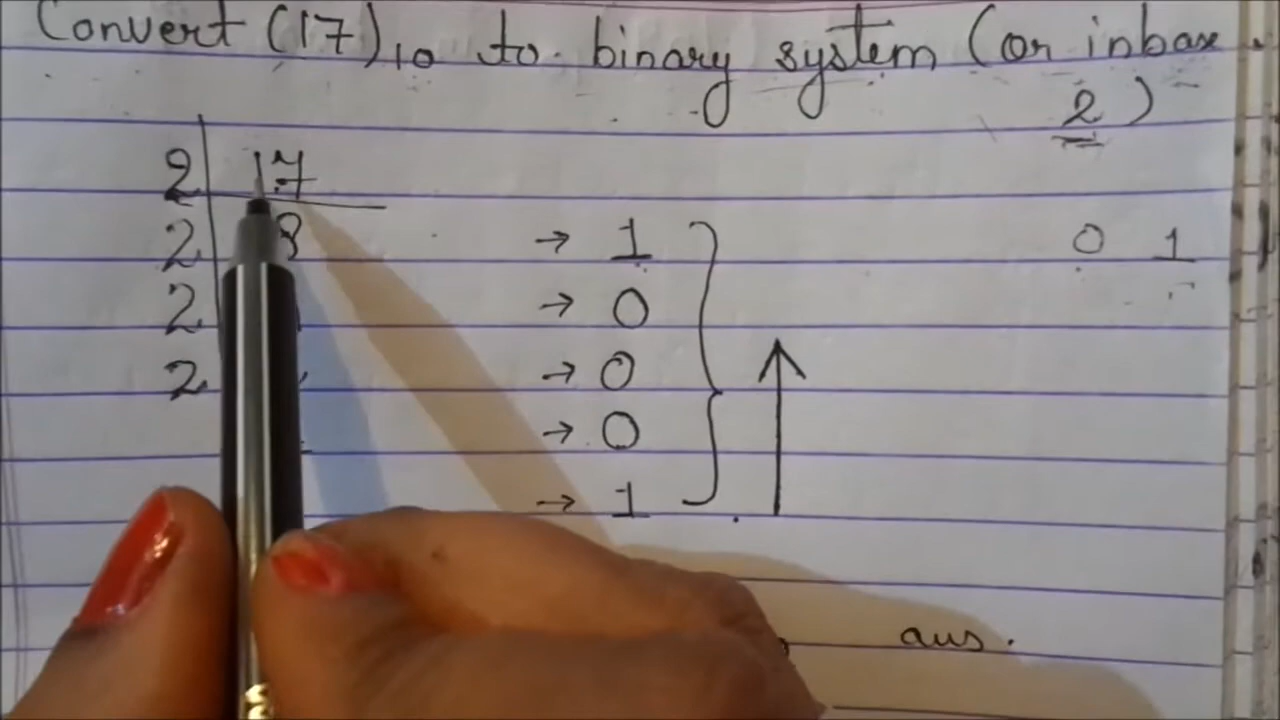 Convert (17)10 to binary system (or in base
2)
2 17
2 8 → 1 0 1
2 → 0
2 → 0
→ 0
→ 1
ans.